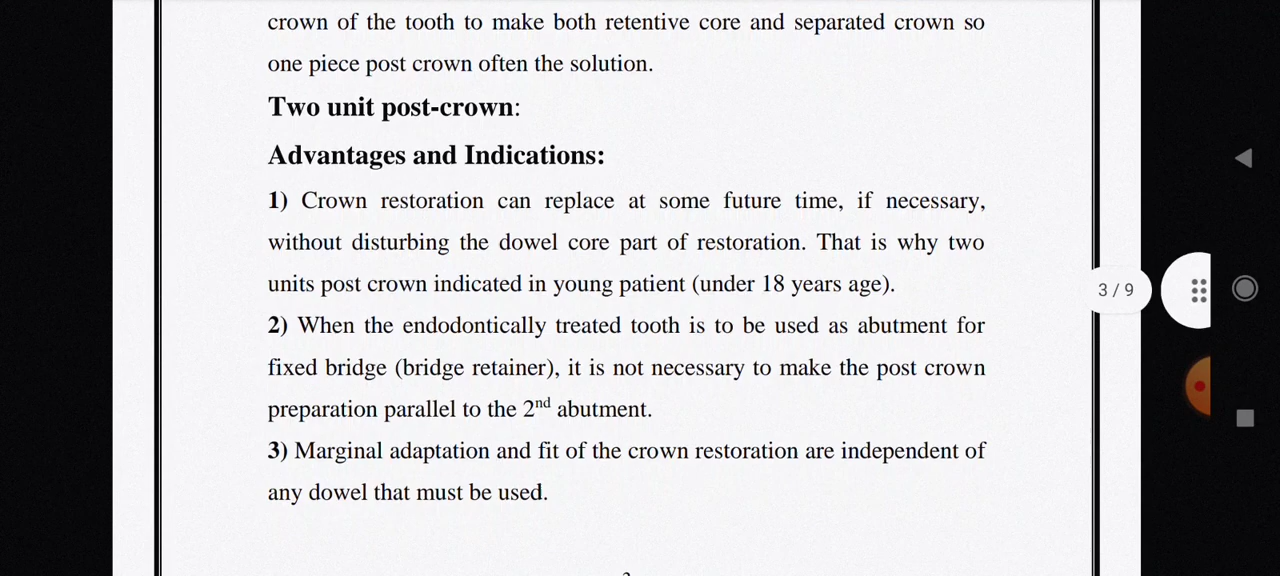 crown of the tooth to make both retentive core and separated crown so
one piece post crown often the solution.
Two unit post-crown:
Advantages and Indications:
1) Crown restoration can replace at some future time, if necessary,
without disturbing the dowel core part of restoration. That is why two
units post crown indicated in young patient (under 18 years age).
2) When the endodontically treated tooth is to be used as abutment for
fixed bridge (bridge retainer), it is not necessary to make the post crown
preparation parallel to the 2nd abutment.
3) Marginal adaptation and fit of the crown restoration are independent of
any dowel that must be used.
3 / 9